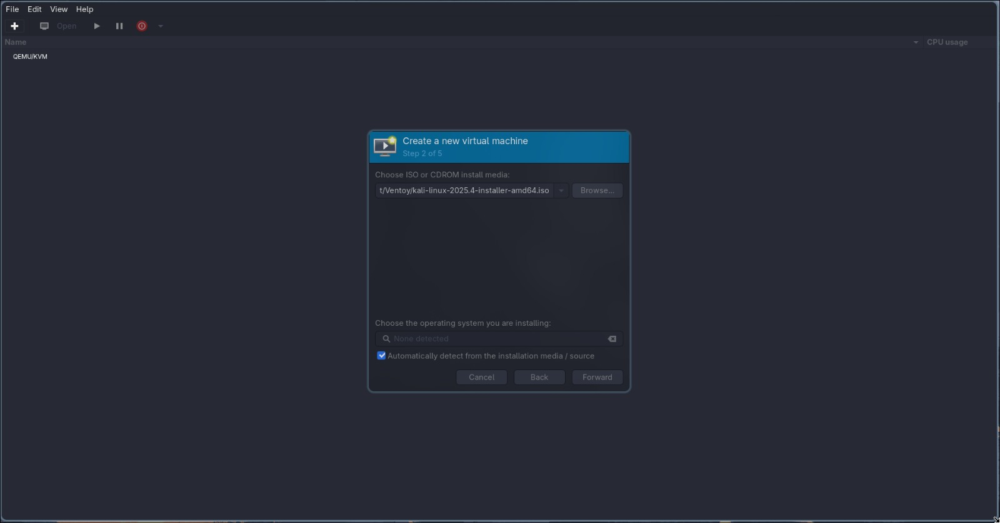 File Edit View Help
Open
Name CPU usage
QEMU/KVM
Create a new virtual machine
Step 2 of 5
Choose ISO or CDROM install media:
t/Ventoy/kali-linux-2025.4-installer-amd64.iso Browse...
Choose the operating system you are installing:
None detected
Automatically detect from the installation media / source
Cancel Back Forward